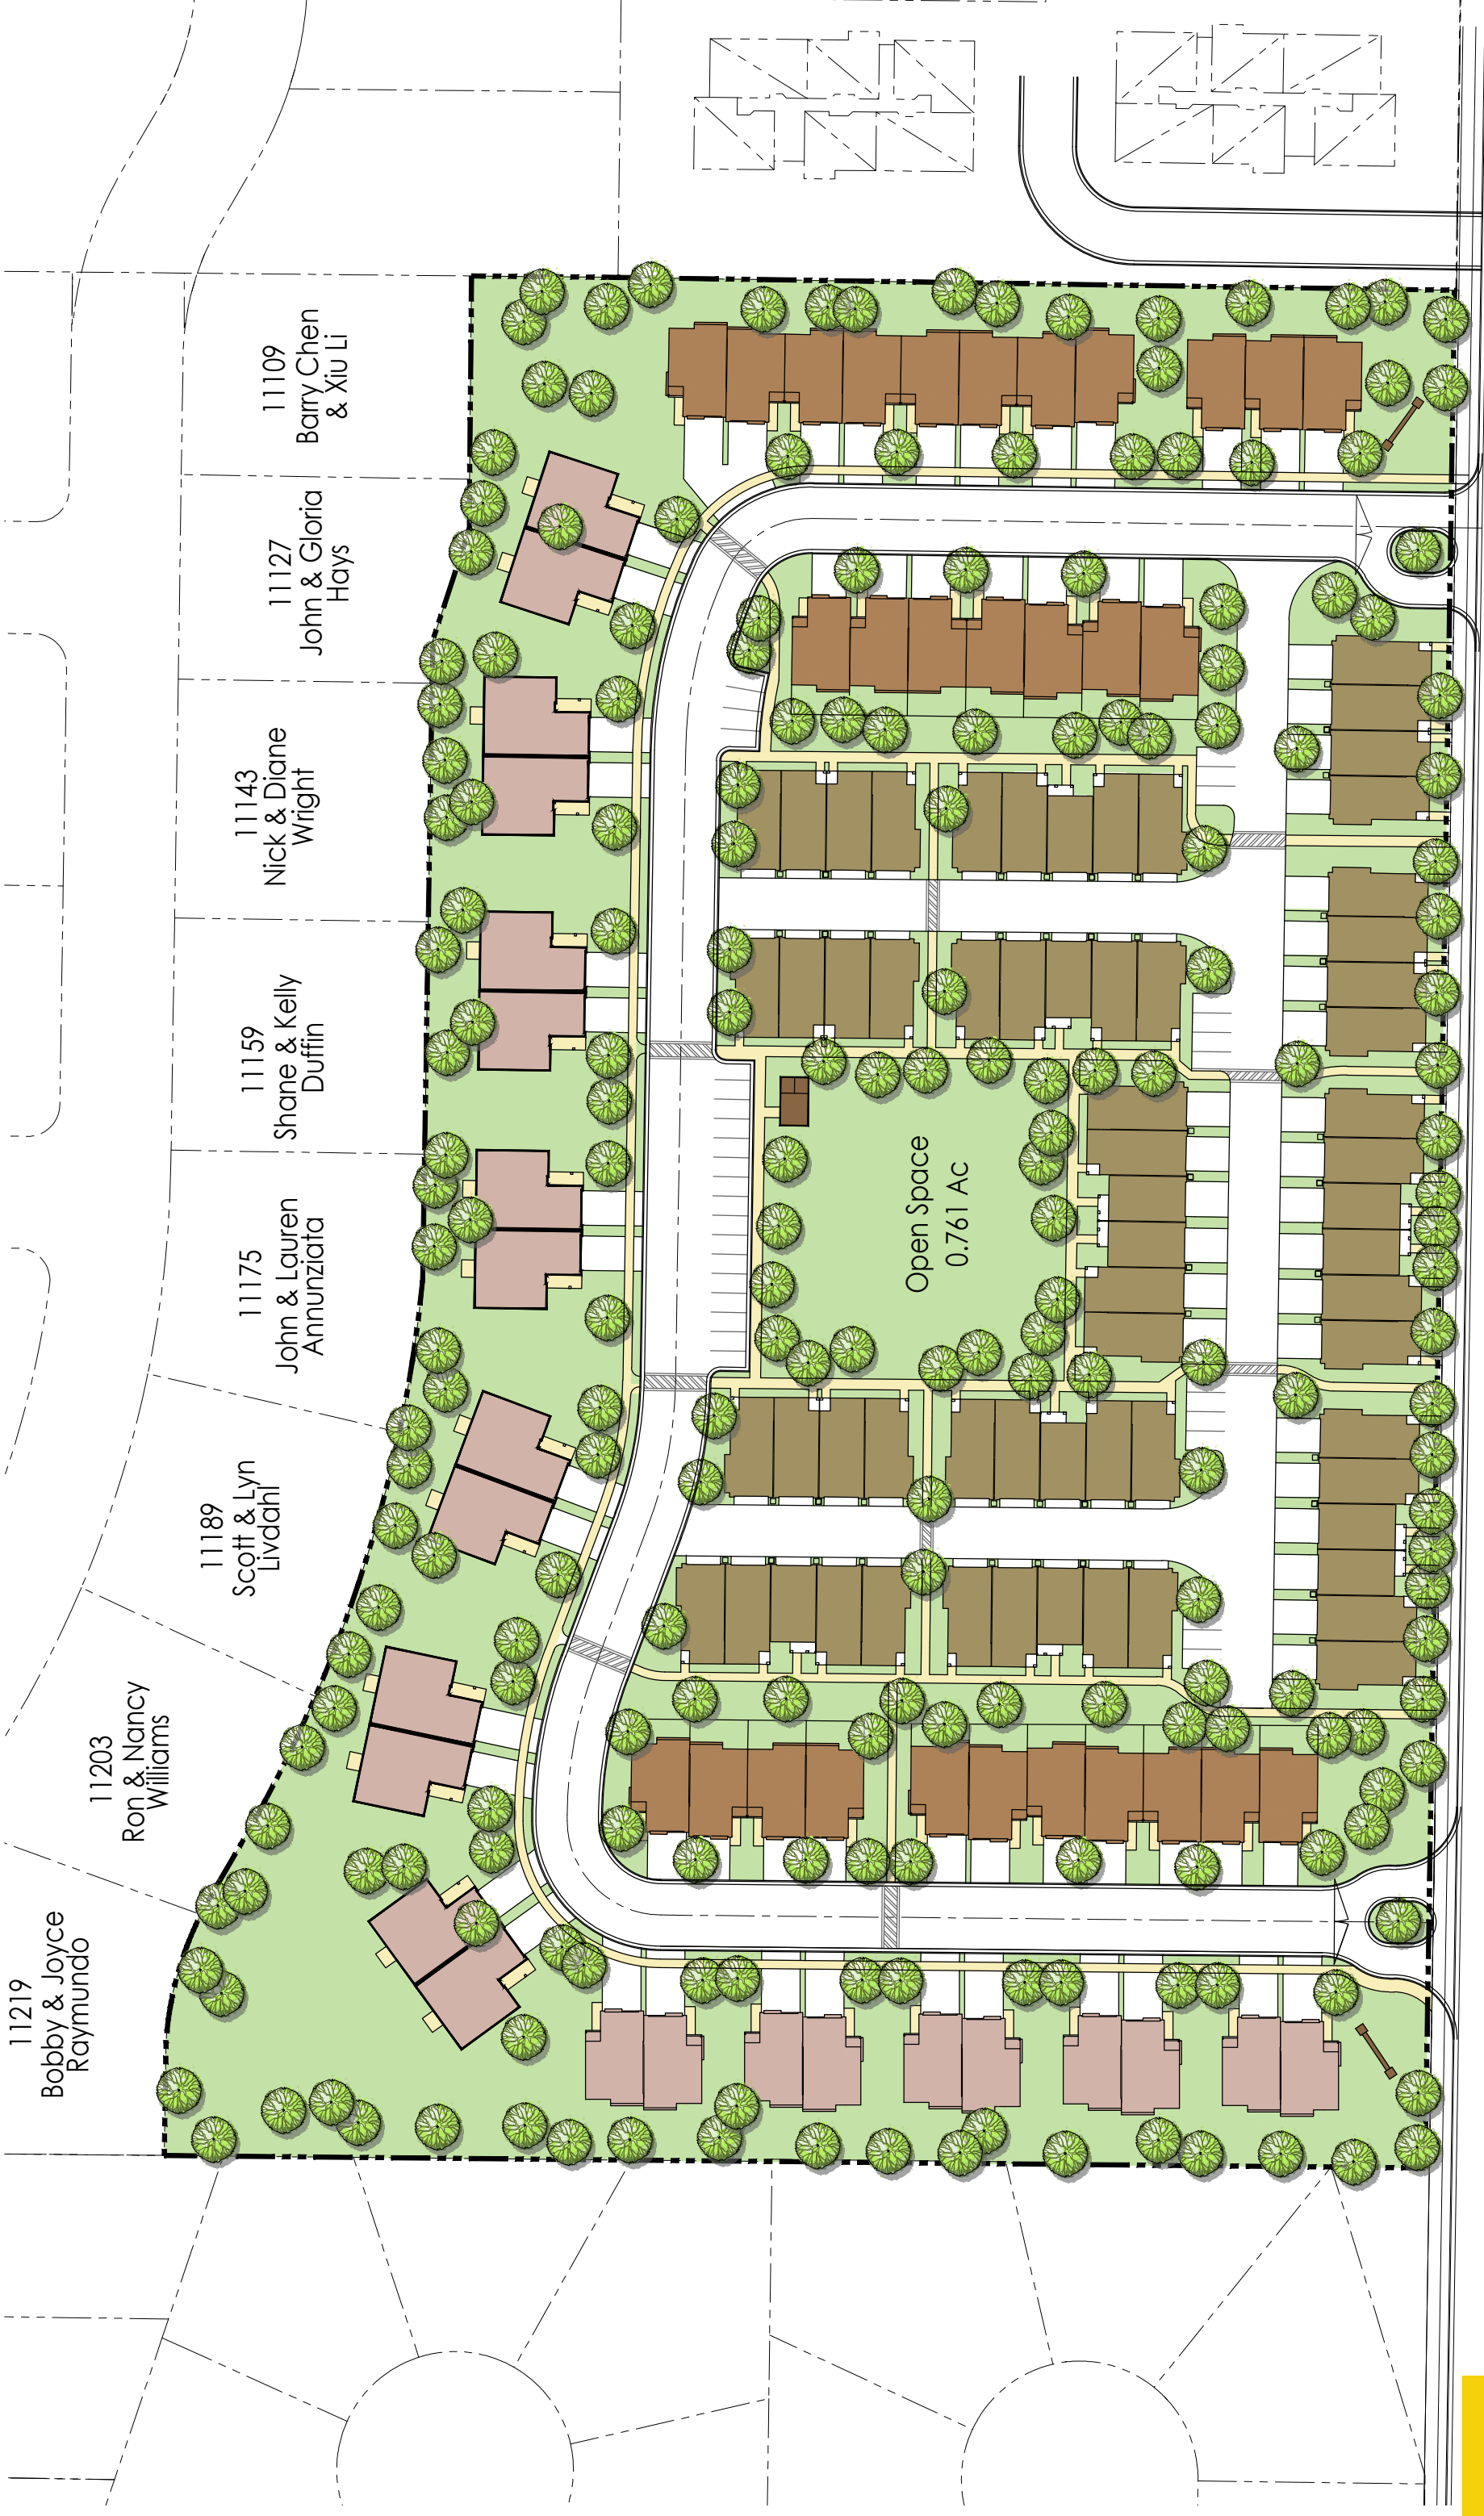 11109
Barry Chen
& Xiu Li
11127
John & Gloria
Hays
11143
Nick & Diane
Wright
11159
Shane & Kelly
Duffin
11175
John & Lauren
Annunziata
11189
Scott & Lyn
Livdahl
11203
Ron & Nancy
Williams
11219
Bobby & Joyce
Raymundo
Open Space
0.761 Ac